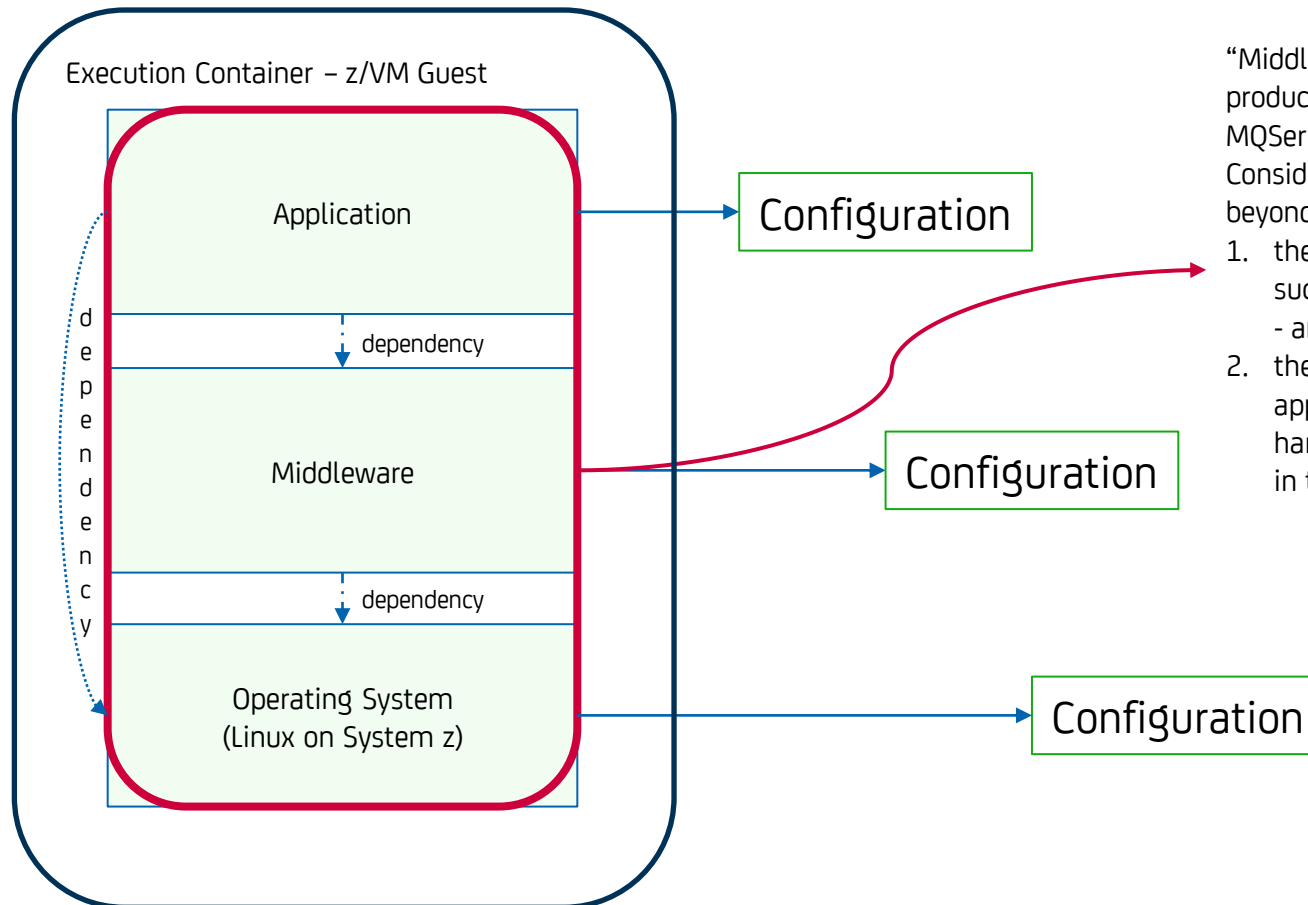 Execution Container – z/VM Guest
Application
dependency
Middleware
dependency
Operating System
(Linux on System z)
dependency
Configuration
Configuration
Configuration
“Middl
produc
MQSer
Consid
beyond
1. the
suc
- ar
2. the
app
har
in t